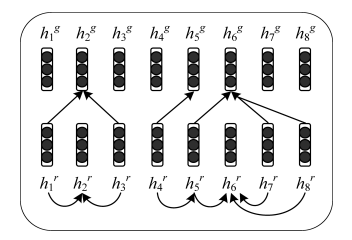 h₁ᵍ h₂ᵍ h₃ᵍ h₄ᵍ h₅ᵍ h₆ᵍ h₇ᵍ h₈ᵍ
h₁ʳ h₂ʳ h₃ʳ h₄ʳ h₅ʳ h₆ʳ h₇ʳ h₈ʳ